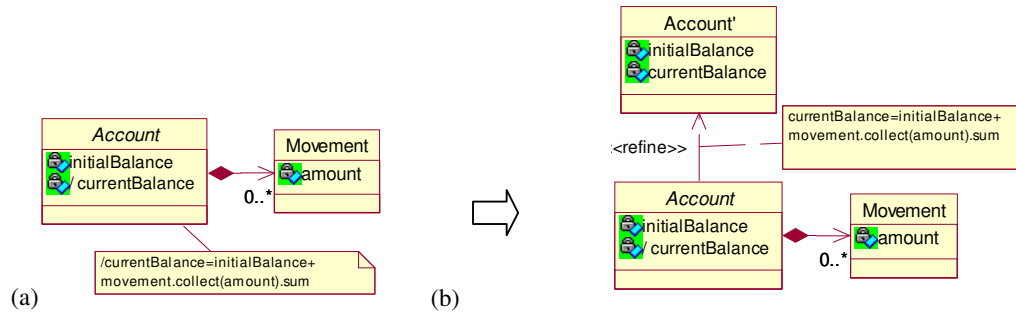 Account
initialBalance
/ currentBalance
Movement
amount
0..*
/currentBalance=initialBalance+
movement.collect(amount).sum
(a)
Account'
initialBalance
currentBalance
<<refine>>
currentBalance=initialBalance+
movement.collect(amount).sum
Account
initialBalance
/ currentBalance
Movement
amount
0..*
(b)